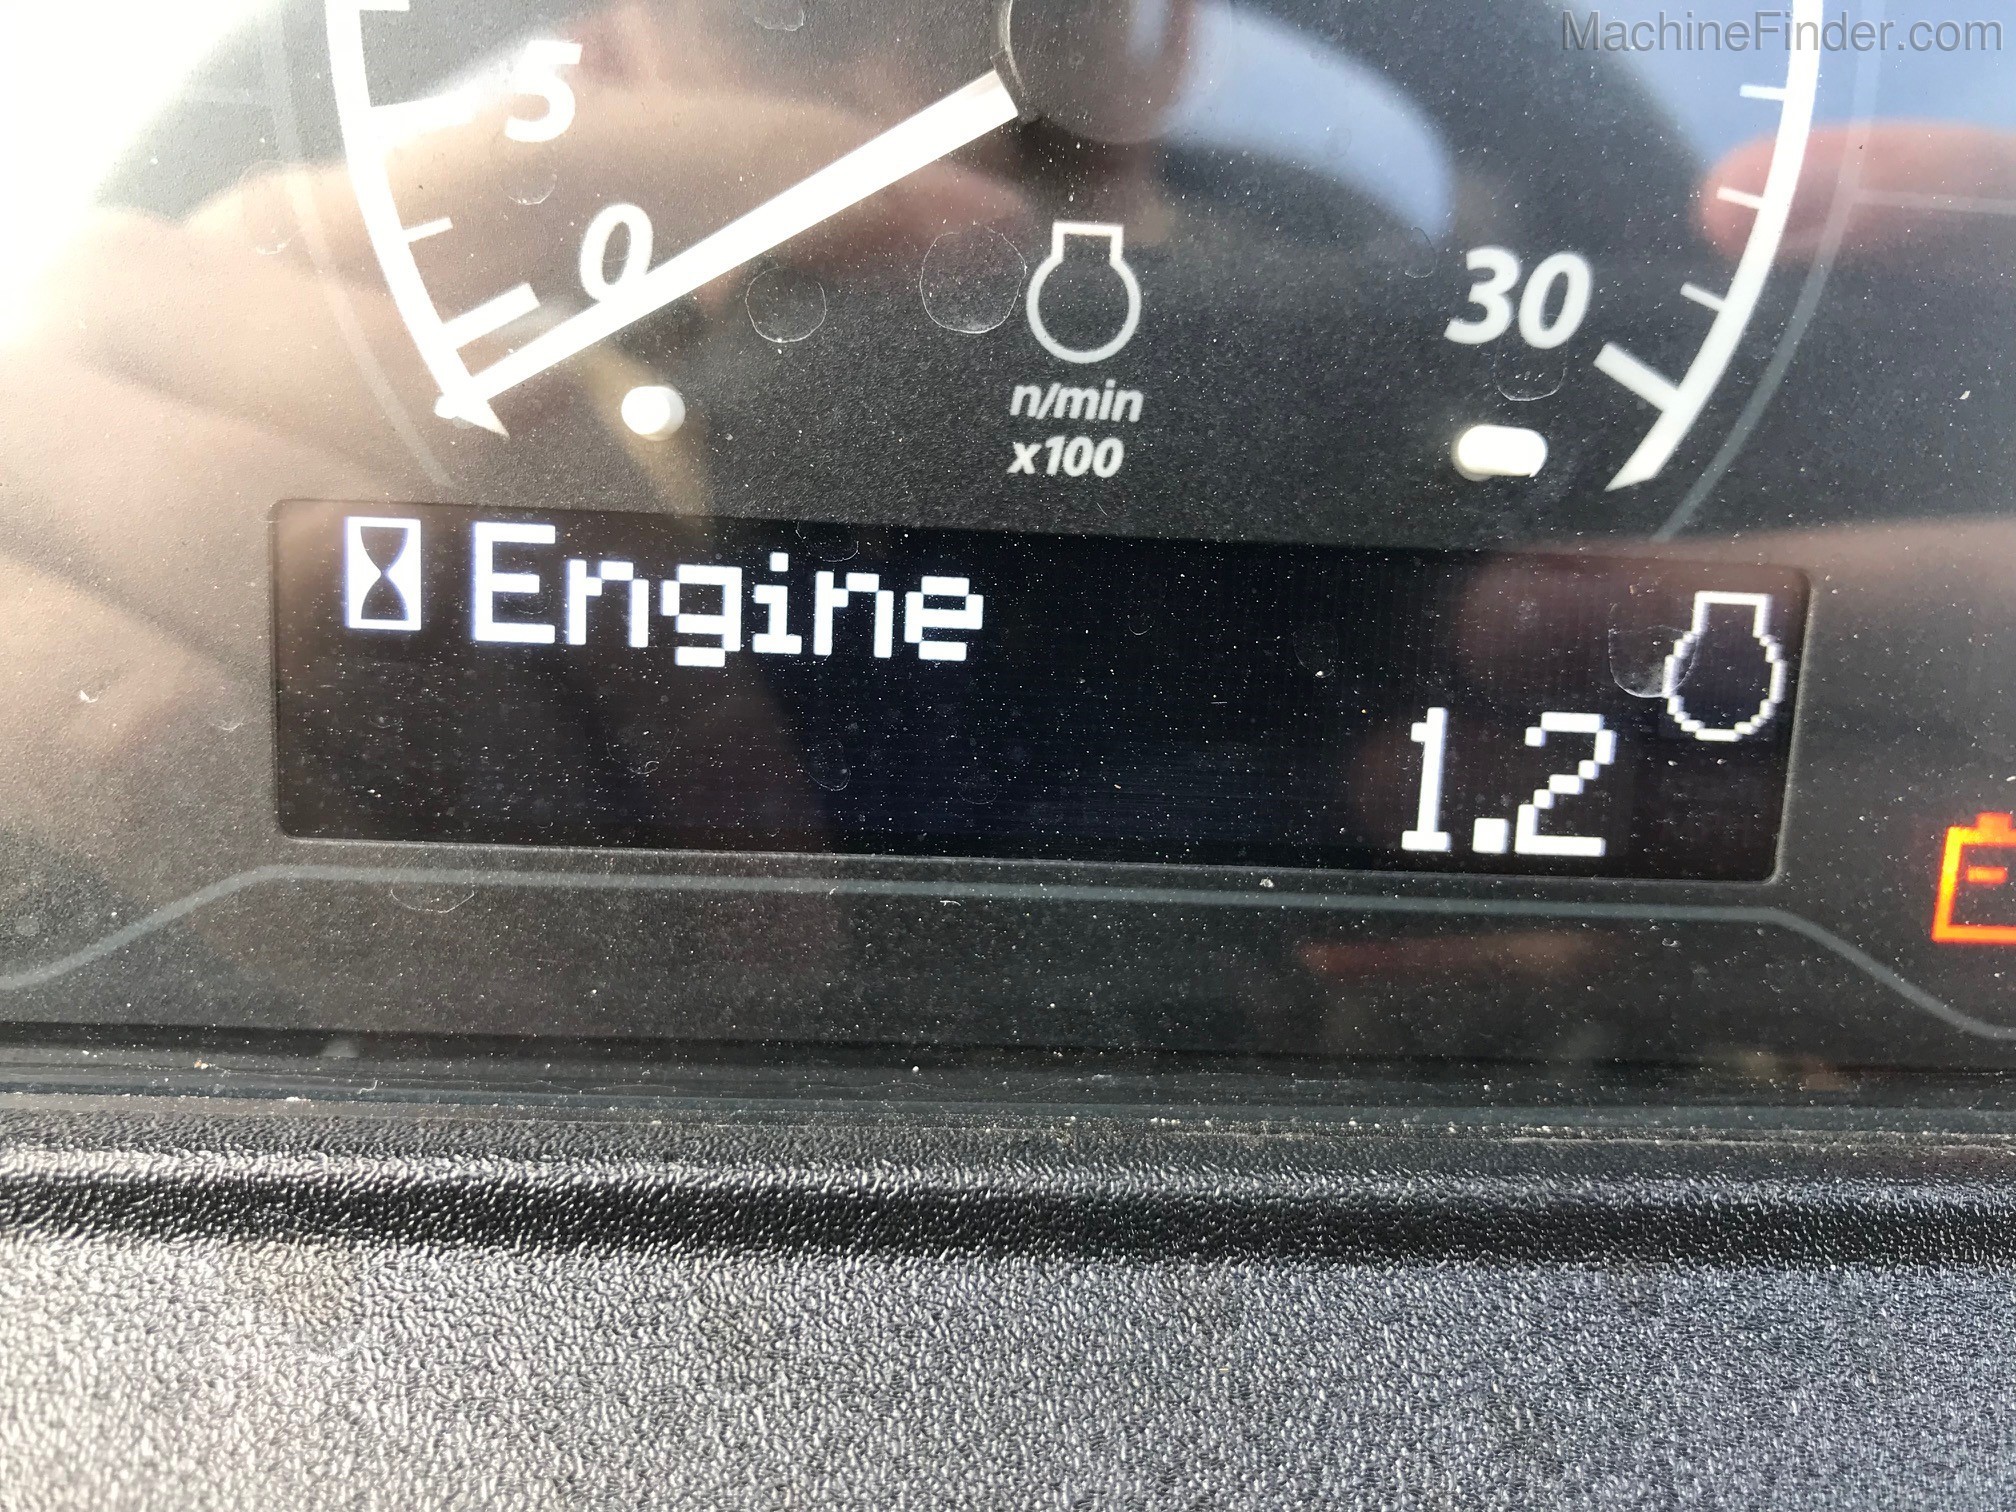 MachineFinder.com
5
0
30
n/min
x100
Engine
1.2